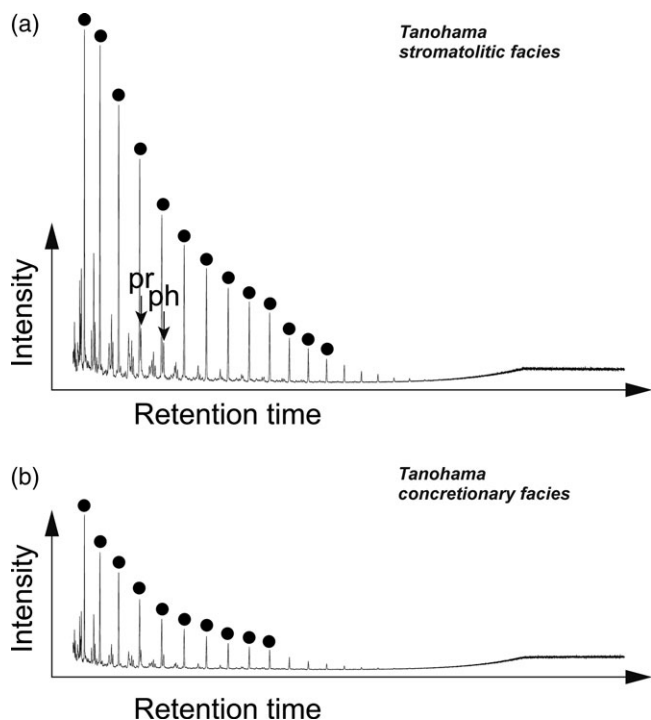 (a)
Tanohama
stromatolitic facies
pr
ph
Intensity
Retention time
(b)
Tanohama
concretionary facies
Intensity
Retention time